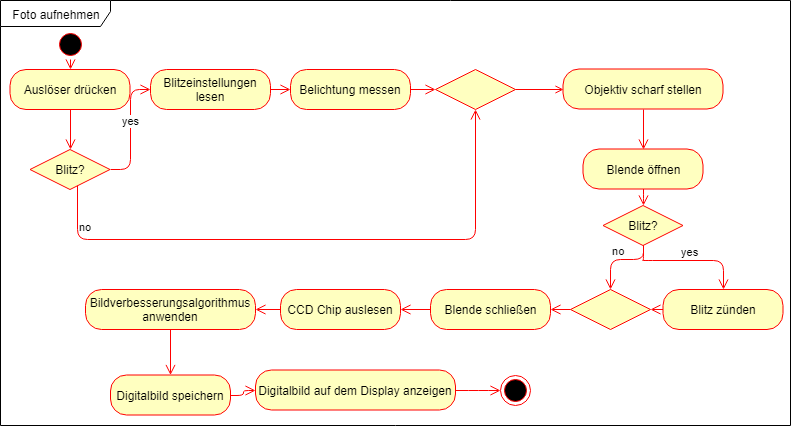 Foto aufnehmen
Auslöser drücken
Blitzeinstellungen
lesen
Belichtung messen
Objektiv scharf stellen
yes
Blitz?
no
Blende öffnen
Blitz?
no
yes
Blitz zünden
Blende schließen
CCD Chip auslesen
Bildverbesserungsalgorithmus
anwenden
Digitalbild speichern
Digitalbild auf dem Display anzeigen